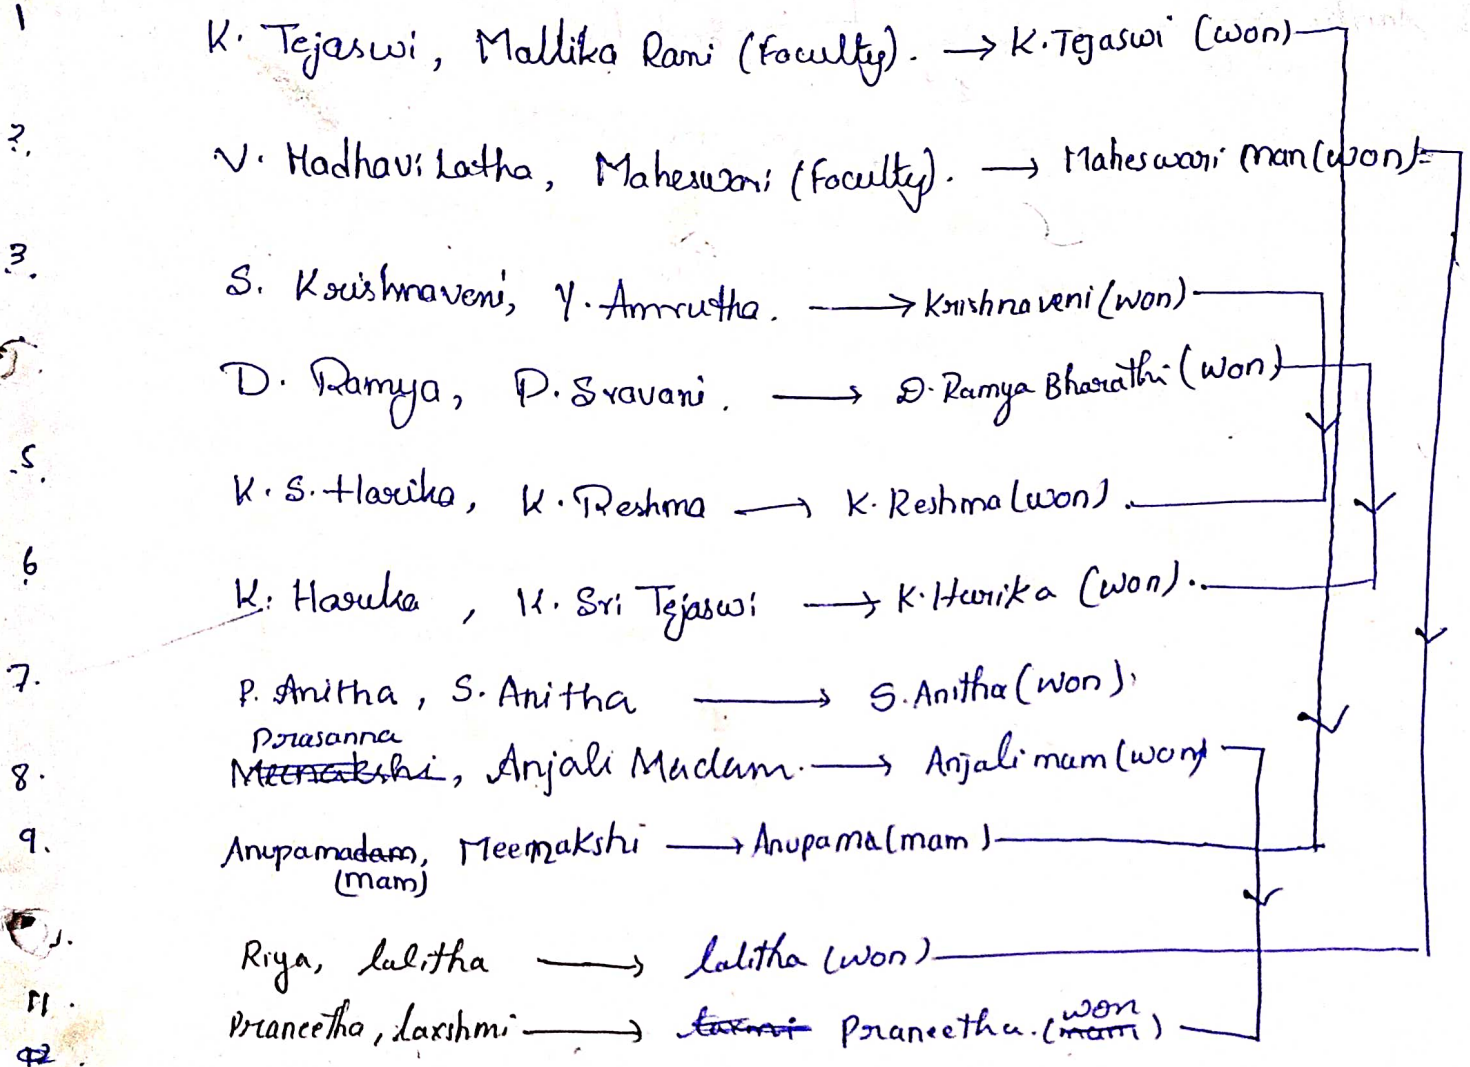 1 K. Tejaswi, Mallika Rani (Faculty). → K.Tejaswi (won)
2. V. Madhavi Latha, Maheswari (Faculty). → Maheswari mam (won)
3. S. Krishnaveni, Y. Amrutha. → Krishnaveni (won)
D. Ramya, P. Sravani. → D. Ramya Bharathi (won)
5. K. S. Harika, K. Reshma → K. Reshma (won).
6 K. Harika, K. Sri Tejaswi → K. Harika (won).
7. P. Anitha, S. Anitha → S. Anitha (won).
Prasanna
8. Meenakshi, Anjali Madam. → Anjali mam (won)
9. Anupamadam, Meenakshi → Anupama (mam)
(mam)
Riya, lalitha → lalitha (won)
won
11. Praneetha, laxshmi → laxmi Praneetha. (mam)
12.